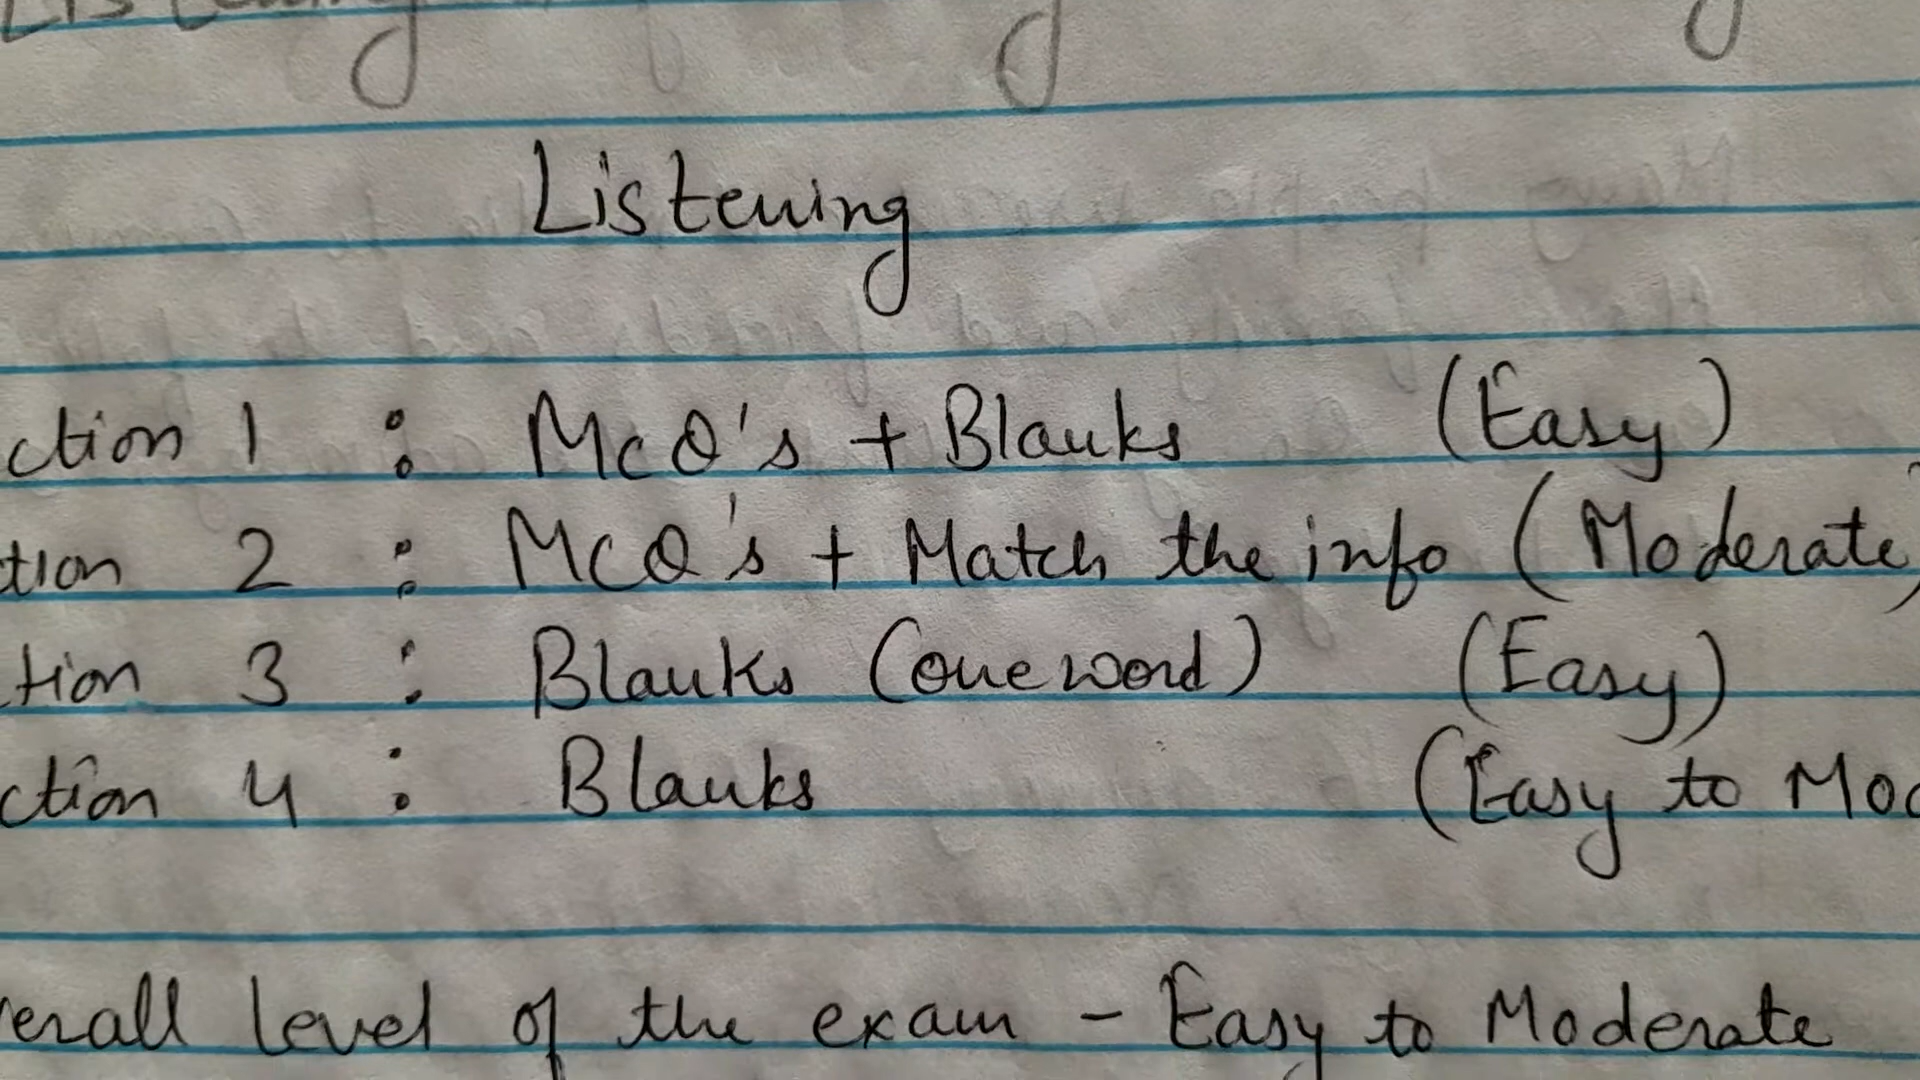 Listening
ction 1 : McQ's + Blanks (Easy)
tion 2 : MCQ's + Match the info (Moderate)
tion 3 : Blanks (one word) (Easy)
ction 4 : Blanks (Easy to Mod
erall level of the exam - Easy to Moderate